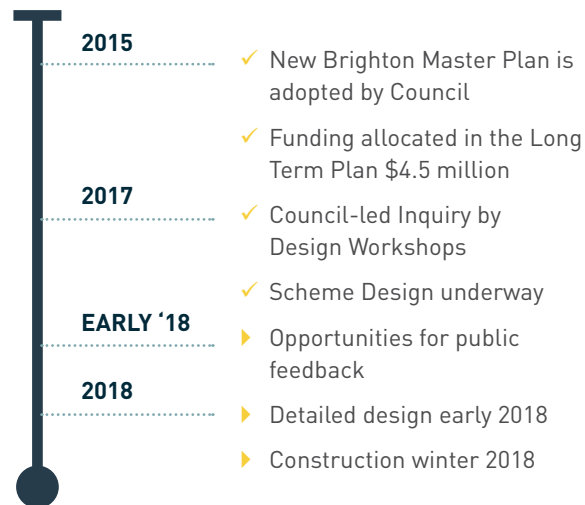 2015
✓ New Brighton Master Plan is
adopted by Council
✓ Funding allocated in the Long
Term Plan $4.5 million
2017
✓ Council-led Inquiry by
Design Workshops
✓ Scheme Design underway
EARLY ‘18
Opportunities for public
feedback
2018
Detailed design early 2018
Construction winter 2018